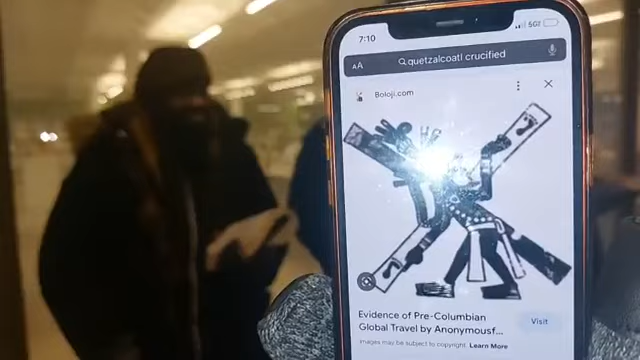 7:10
5G
AA quetzalcoatl crucified
Boloji.com
Evidence of Pre-Columbian
Global Travel by Anonymousf...
Visit
Images may be subject to copyright. Learn More